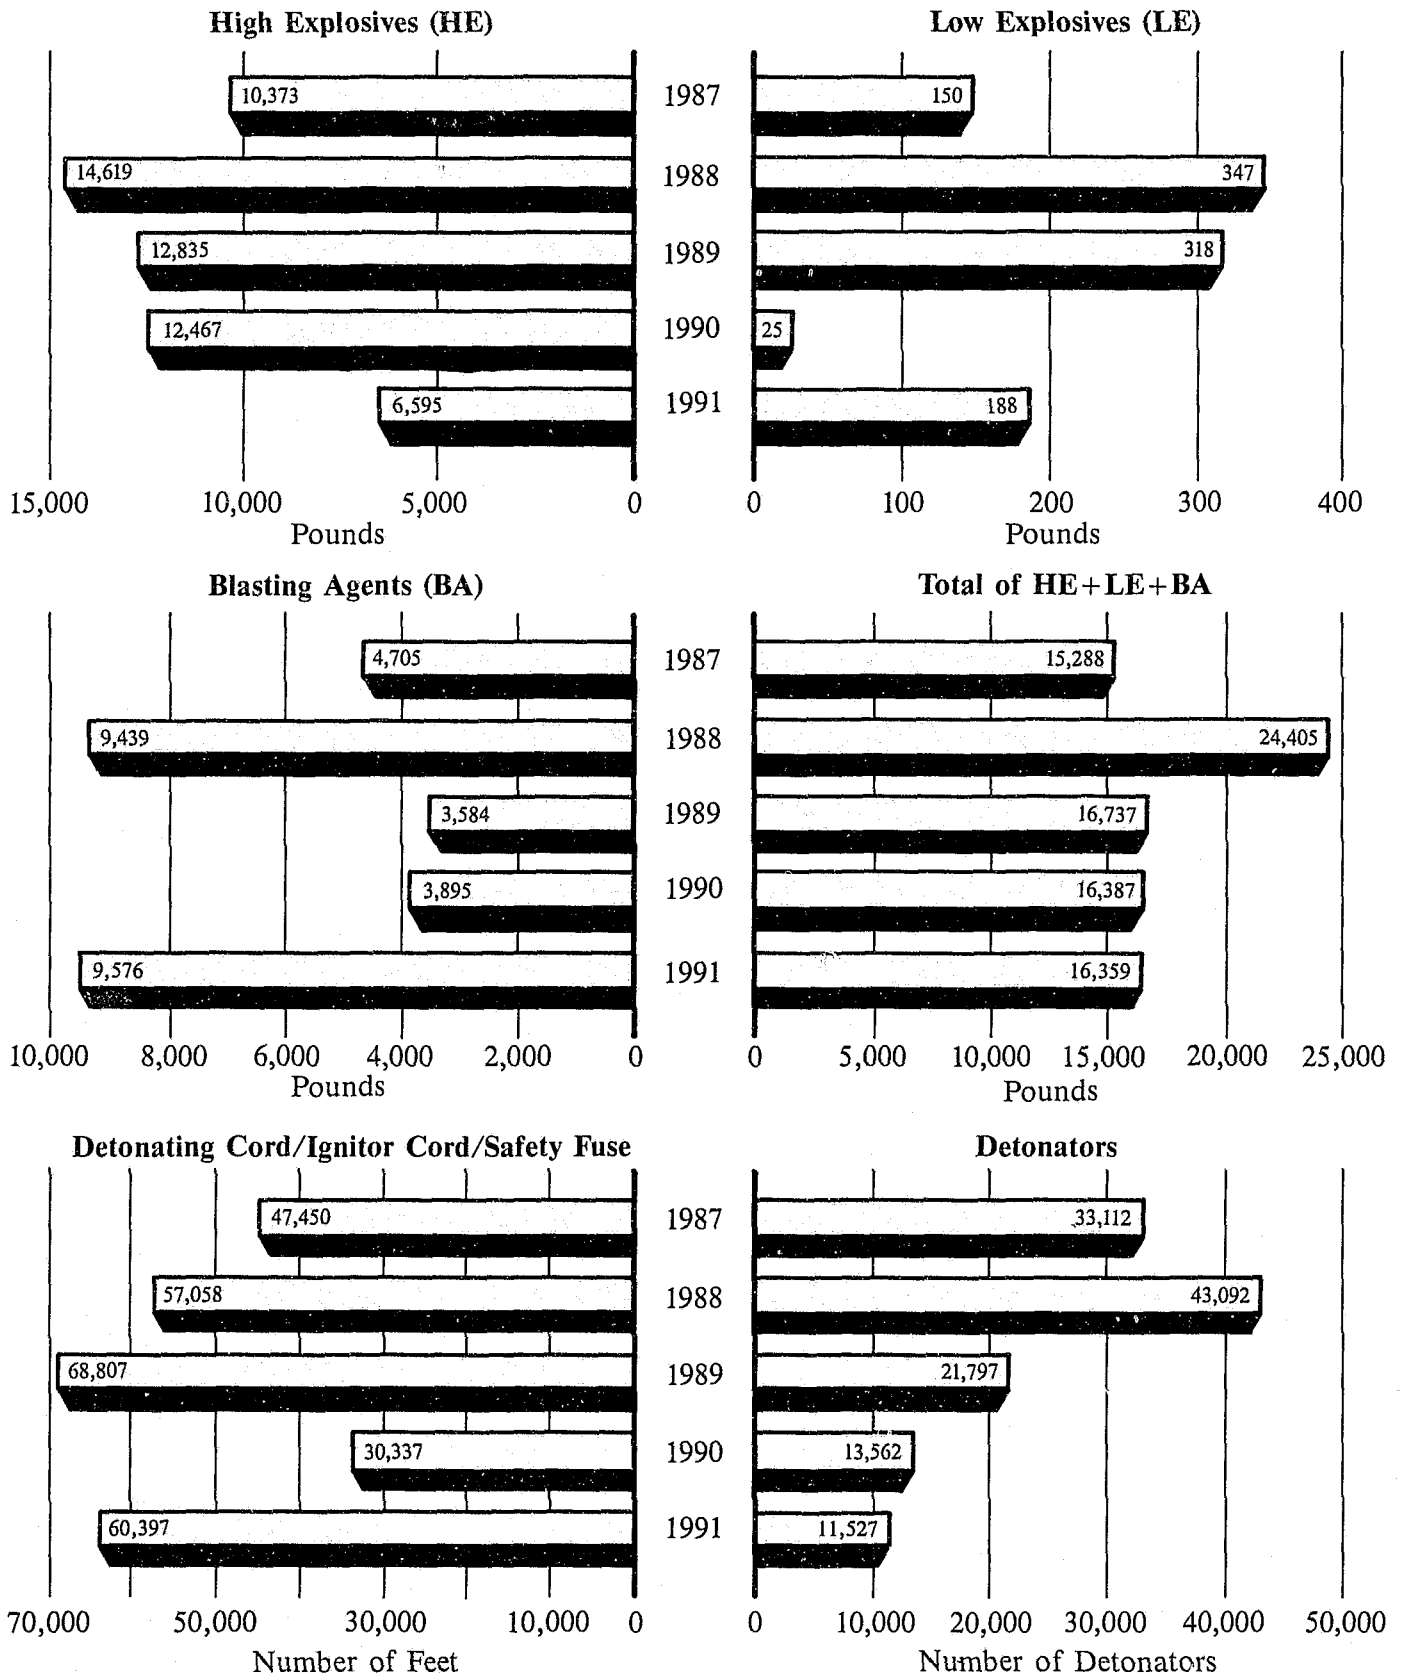 High Explosives (HE)
10,373
14,619
12,835
12,467
6,595
15,000 10,000 5,000 0
Pounds
1987
1988
1989
1990
1991
Low Explosives (LE)
150
347
318
25
188
0 100 200 300 400
Pounds
Blasting Agents (BA)
4,705
9,439
3,584
3,895
9,576
10,000 8,000 6,000 4,000 2,000 0
Pounds
1987
1988
1989
1990
1991
Total of HE+LE+BA
15,288
24,405
16,737
16,387
16,359
0 5,000 10,000 15,000 20,000 25,000
Pounds
Detonating Cord/Ignitor Cord/Safety Fuse
47,450
57,058
68,807
30,337
60,397
70,000 50,000 30,000 10,000 0
Number of Feet
1987
1988
1989
1990
1991
Detonators
33,112
43,092
21,797
13,562
11,527
0 10,000 20,000 30,000 40,000 50,000
Number of Detonators